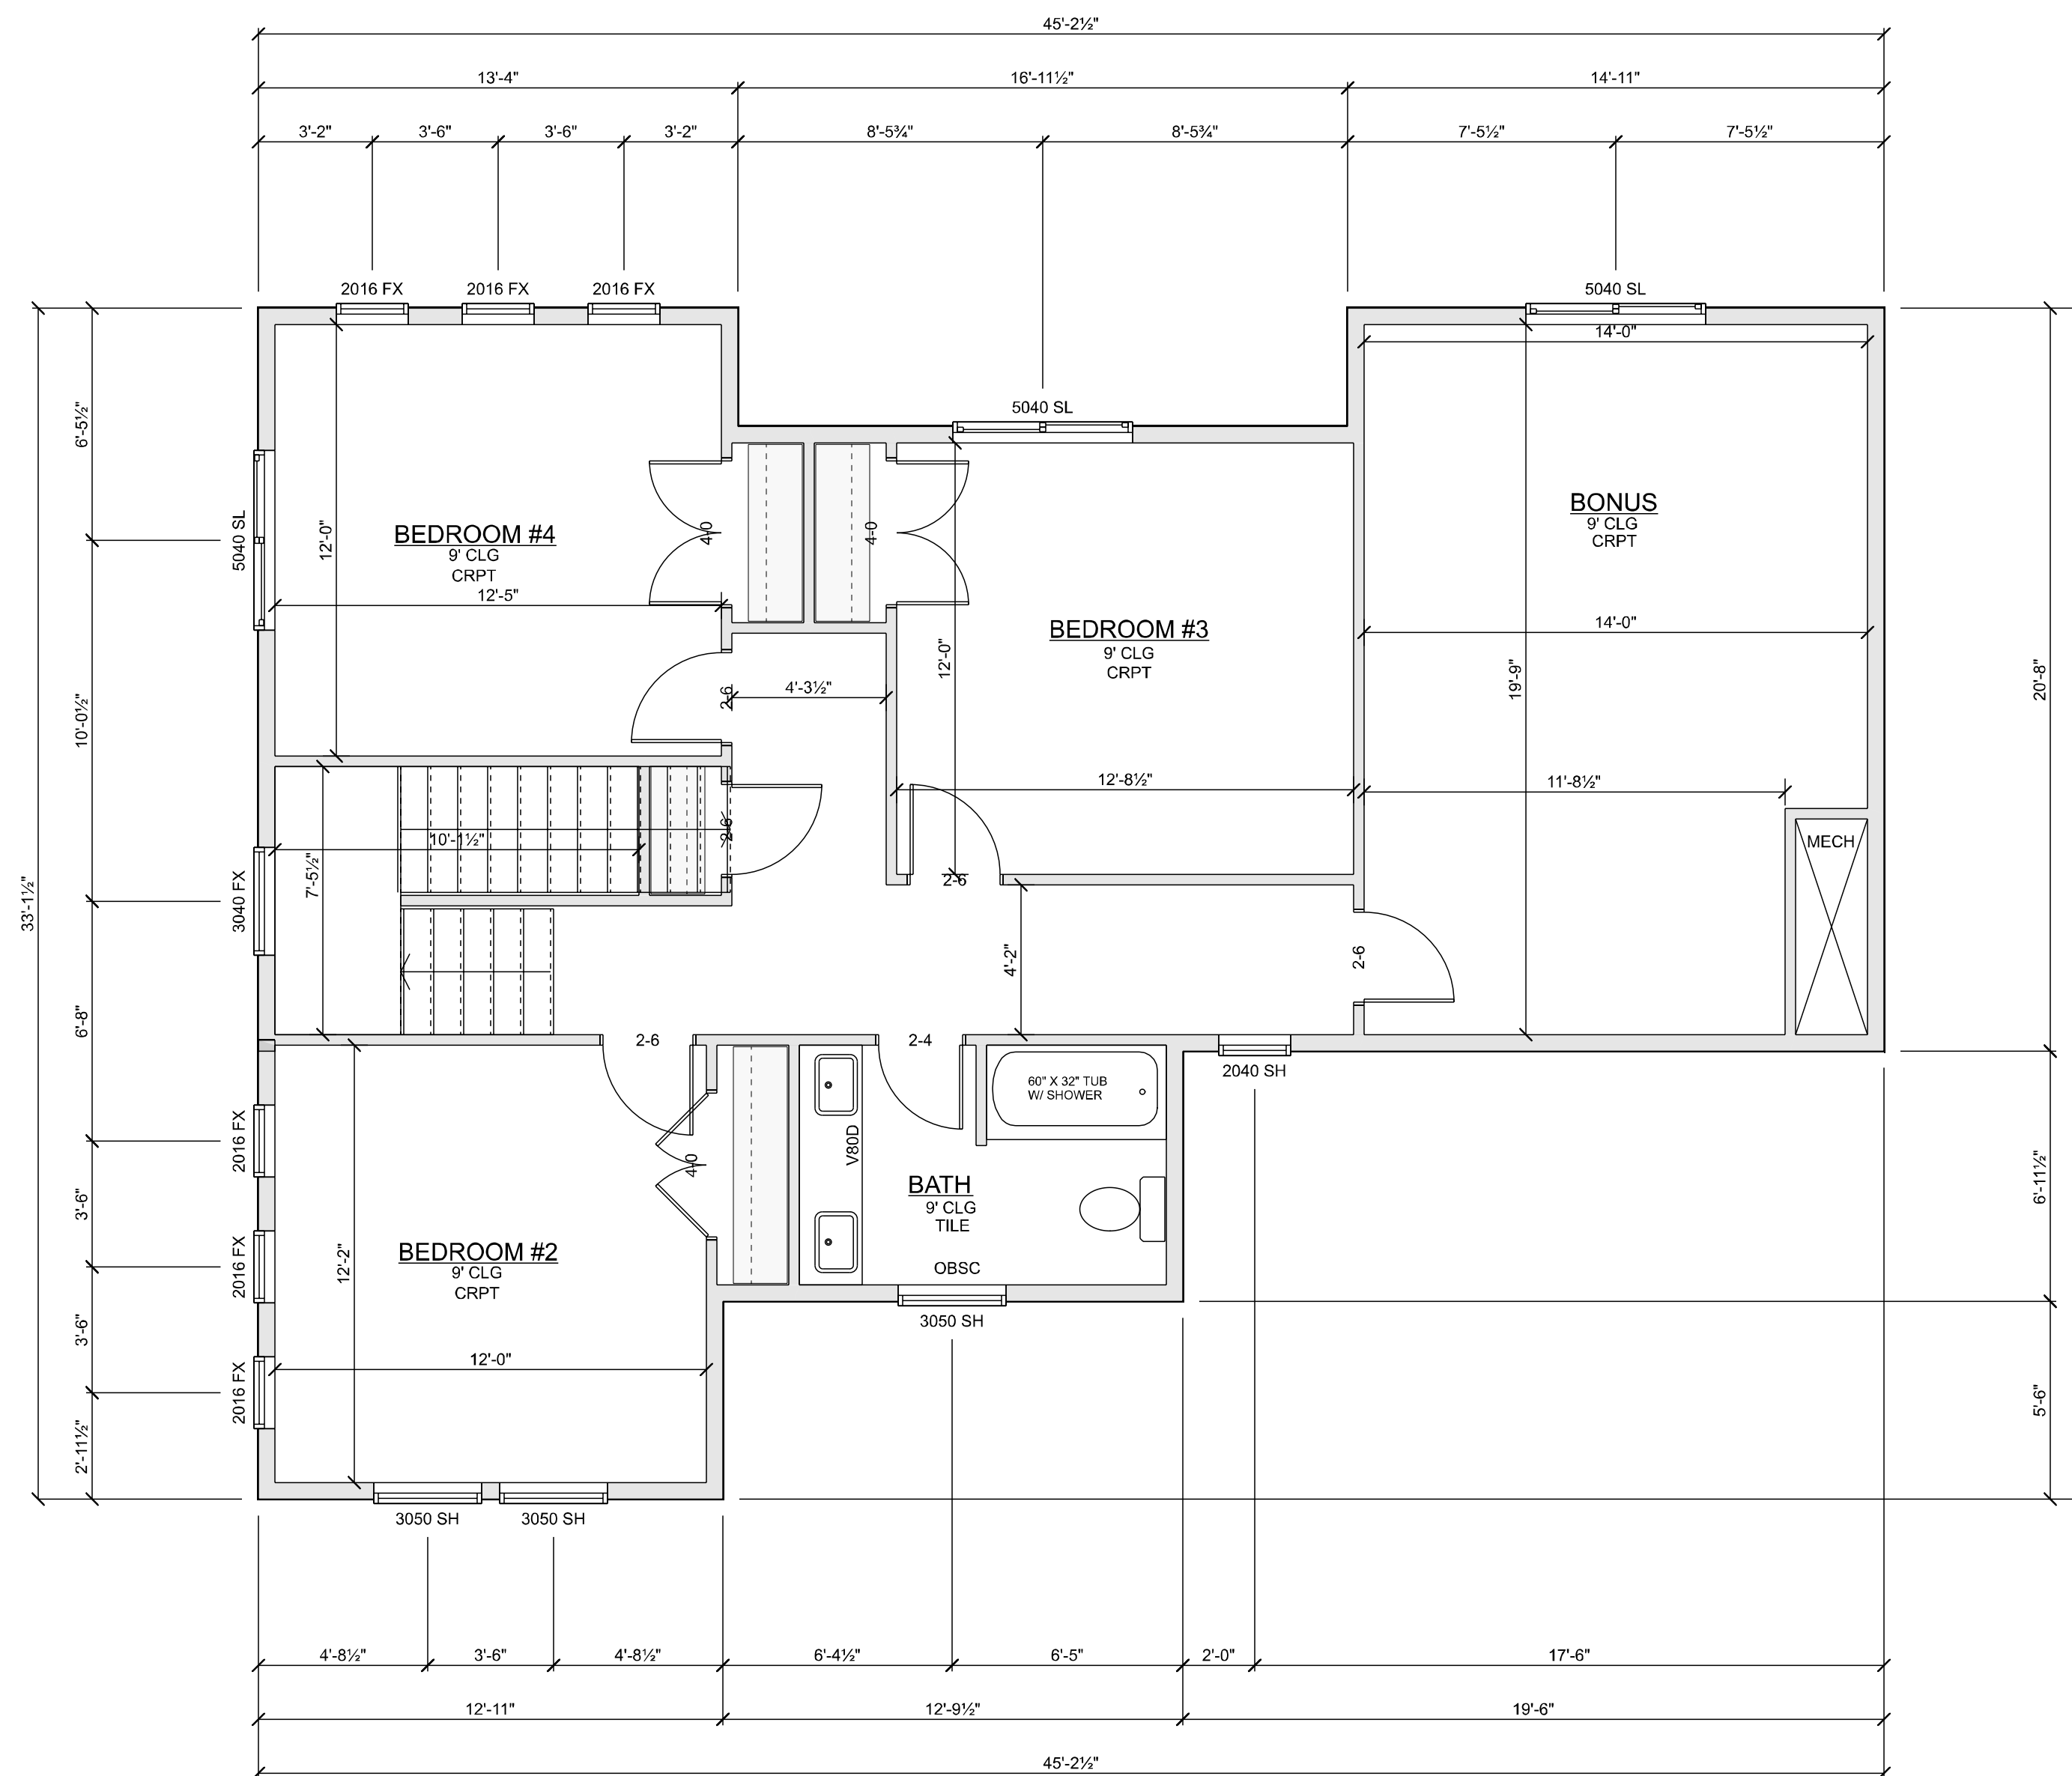 45'-2½"
13'-4" 16'-11½" 14'-11"
3'-2" 3'-6" 3'-6" 3'-2" 8'-5¾" 8'-5¾" 7'-5½" 7'-5½"
2016 FX 2016 FX 2016 FX 5040 SL
14'-0"
5040 SL
6'-5½"
5040 SL
12'-0"
BEDROOM #4
9' CLG
CRPT
12'-5"
4-0
4-0
BONUS
9' CLG
CRPT
14'-0"
BEDROOM #3
9' CLG
CRPT
12'-0"
19'-9"
20'-8"
10'-0½"
2-6
4'-3½"
12'-8½"
11'-8½"
MECH
10'-1½"
2-6
7'-5½"
3040 FX
33'-1½"
2-6
4'-2"
2-6
6'-8"
2-6
2-4
2040 SH
60" X 32" TUB
W/ SHOWER
2016 FX
V80D
4-0
BATH
9' CLG
TILE
OBSC
6'-11½"
3'-6"
2016 FX
BEDROOM #2
9' CLG
CRPT
12'-2"
12'-0"
3050 SH
3'-6"
2016 FX
5'-6"
2'-11½"
3050 SH 3050 SH
4'-8½" 3'-6" 4'-8½" 6'-4½" 6'-5" 2'-0" 17'-6"
12'-11" 12'-9½" 19'-6"
45'-2½"